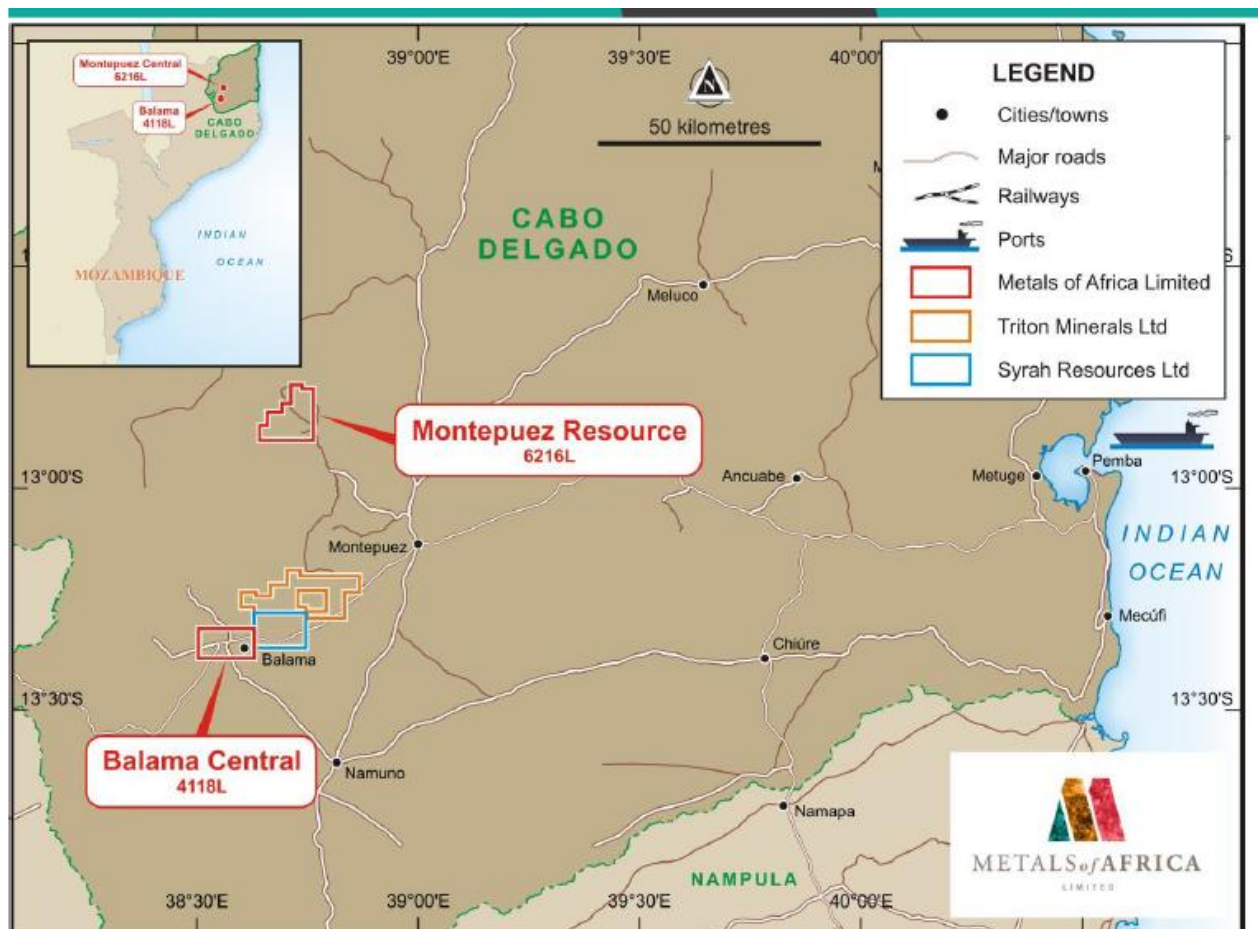 Montepuez Central
6216L
Balama
4118L
CABO
DELGADO
INDIAN
OCEAN
MOZAMBIQUE
39°00'E
39°30'E
40°00'
N
50 kilometres
LEGEND
Cities/towns
Major roads
Railways
Ports
Metals of Africa Limited
Triton Minerals Ltd
Syrah Resources Ltd
CABO
DELGADO
Meluco
Montepuez Resource
6216L
13°00'S
Ancuabe
Metuge
Pemba
13°00'S
Montepuez
INDIAN
OCEAN
Mecúfi
Balama
Chiúre
13°30'S
13°30'S
Balama Central
4118L
Namuno
Namapa
METALS of AFRICA
LIMITED
NAMPULA
38°30'E
39°00'E
39°30'E
40°00'E